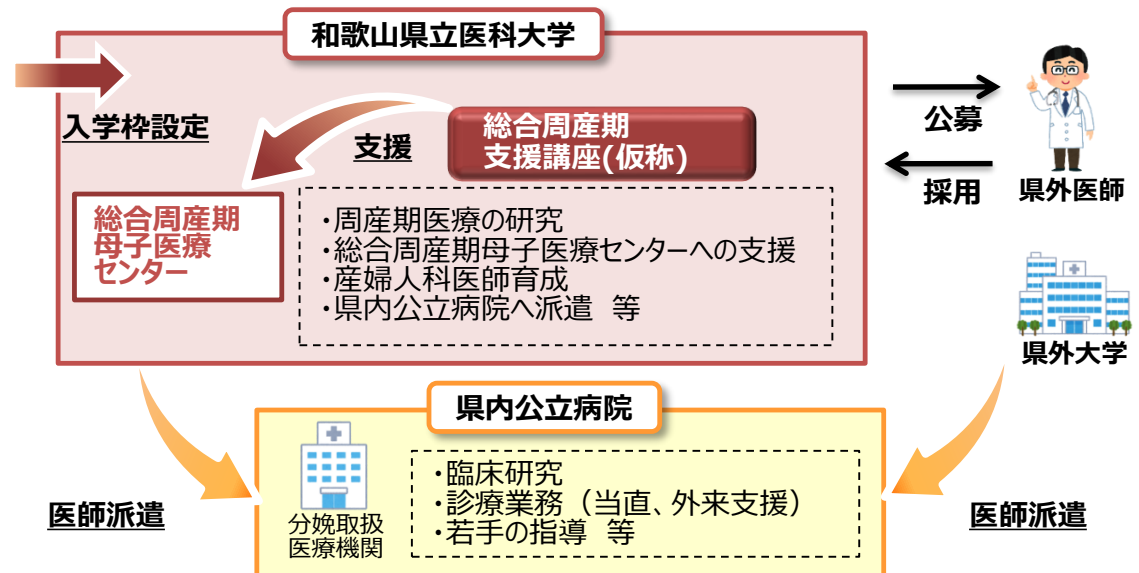 和歌山県立医科大学
入学枠設定
支援
総合周産期
支援講座(仮称)
総合周産期
母子医療
センター
・周産期医療の研究
・総合周産期母子医療センターへの支援
・産婦人科医師育成
・県内公立病院へ派遣 等
公募
採用
県外医師
県外大学
県内公立病院
分娩取扱
医療機関
・臨床研究
・診療業務（当直、外来支援）
・若手の指導 等
医師派遣
医師派遣